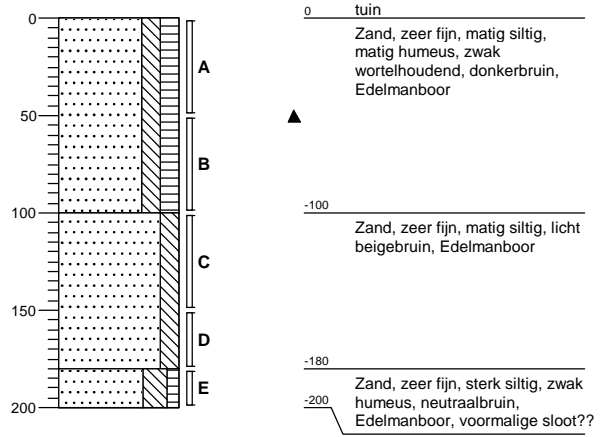 0
50
100
150
200
A
B
C
D
E
0 tuin
Zand, zeer fijn, matig siltig,
matig humeus, zwak
wortelhoudend, donkerbruin,
Edelmanboor
-100
Zand, zeer fijn, matig siltig, licht
beigebruin, Edelmanboor
-180
Zand, zeer fijn, sterk siltig, zwak
humeus, neutraalbruin,
Edelmanboor, voormalige sloot??
-200